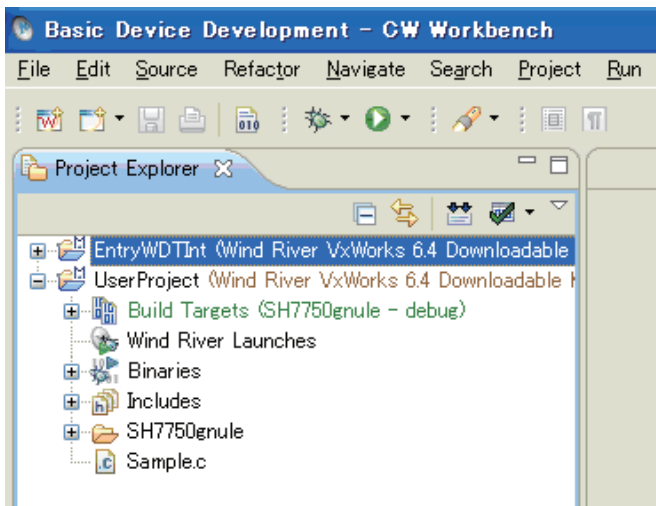 Basic Device Development - CW Workbench
File Edit Source Refactor Navigate Search Project Run
010
Project Explorer
EntryWDTInt (Wind River VxWorks 6.4 Downloadable
UserProject (Wind River VxWorks 6.4 Downloadable
Build Targets (SH7750gnule - debug)
Wind River Launches
Binaries
Includes
SH7750gnule
.c Sample.c